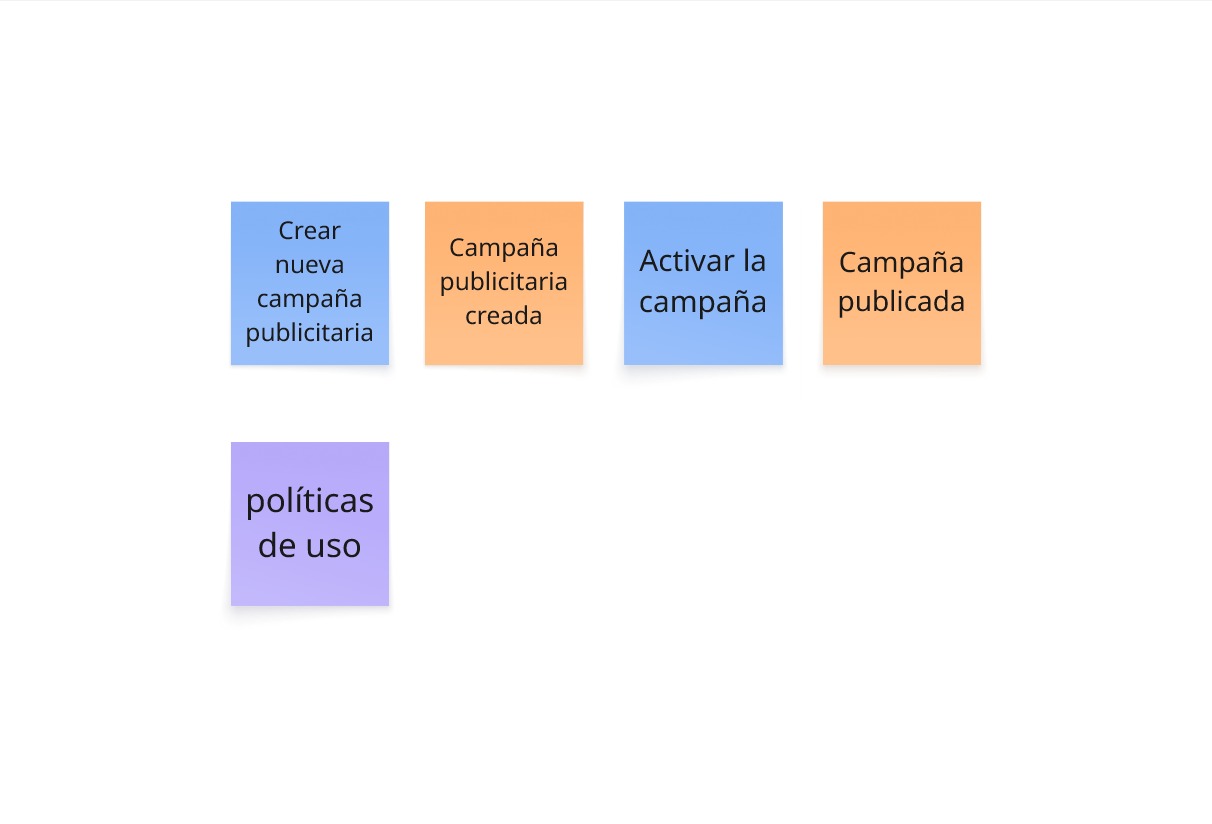 Crear
nueva
campaña
publicitaria
Campaña
publicitaria
creada
Activar la
campaña
Campaña
publicada
políticas
de uso